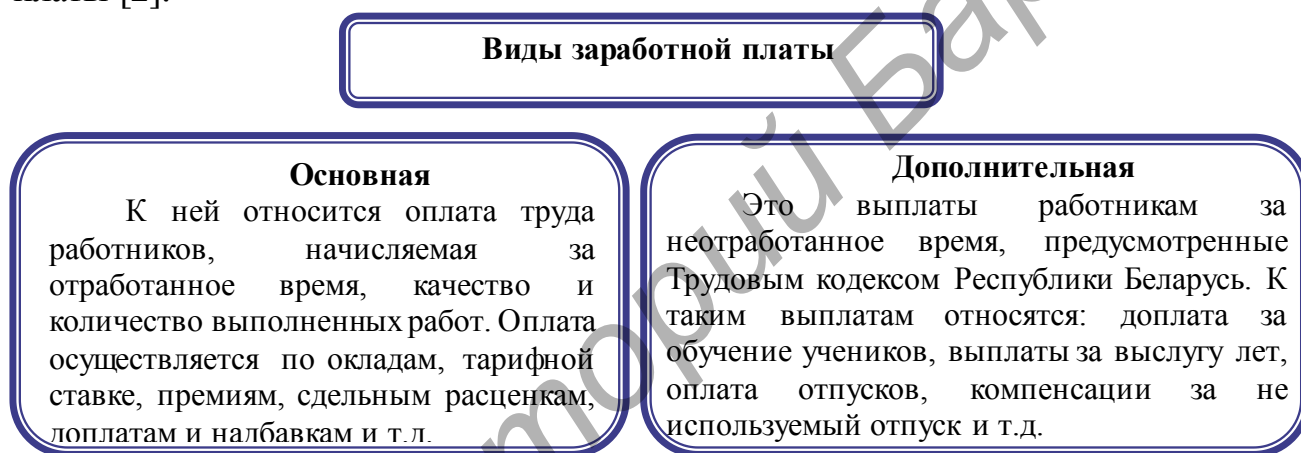 платы [2].
Виды заработной платы
Основная
К ней относится оплата труда
работников, начисляемая за
отработанное время, качество и
количество выполненных работ. Оплата
осуществляется по окладам, тарифной
ставке, премиям, сдельным расценкам,
доплатам и надбавкам и т.д.
Дополнительная
Это выплаты работникам за
неотработанное время, предусмотренные
Трудовым кодексом Республики Беларусь. К
таким выплатам относятся: доплата за
обучение учеников, выплаты за выслугу лет,
оплата отпусков, компенсации за не
используемый отпуск и т.д.